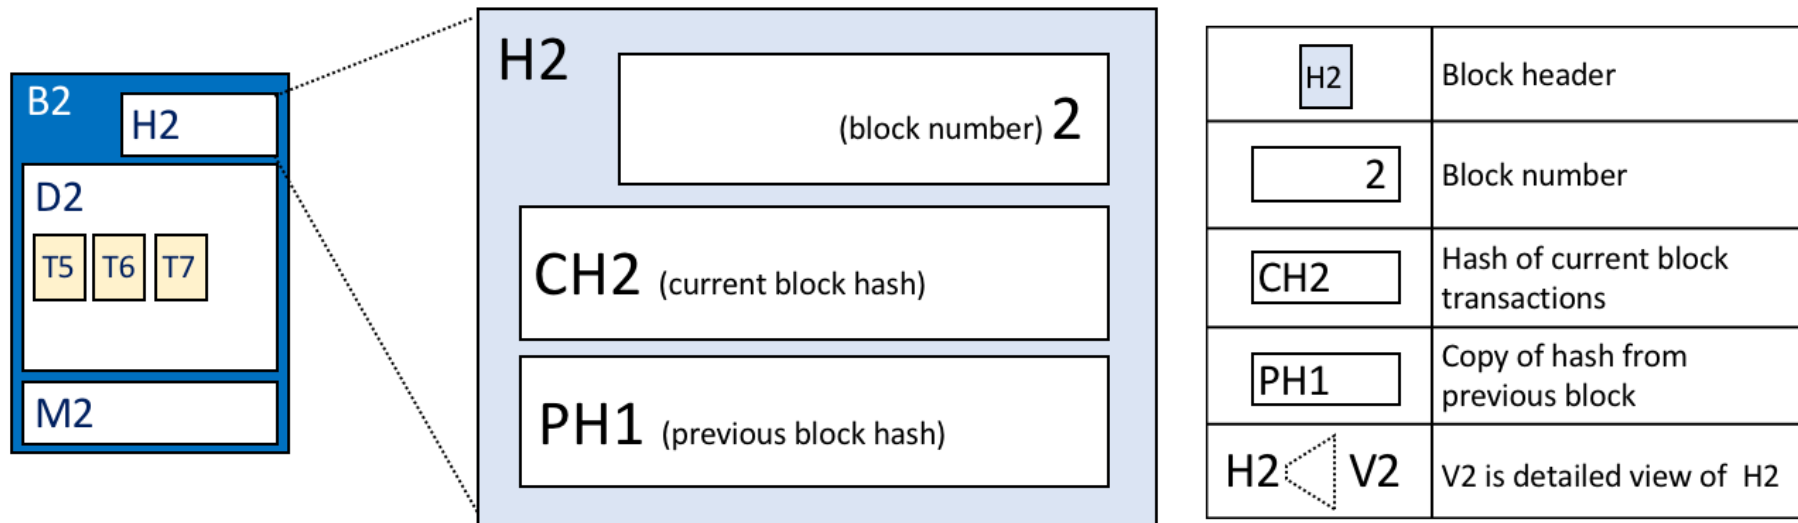 B2
H2
D2
T5 T6 T7
M2
H2
(block number) 2
CH2 (current block hash)
PH1 (previous block hash)
H2 Block header
2 Block number
CH2 Hash of current block
transactions
PH1 Copy of hash from
previous block
H2 V2 V2 is detailed view of H2